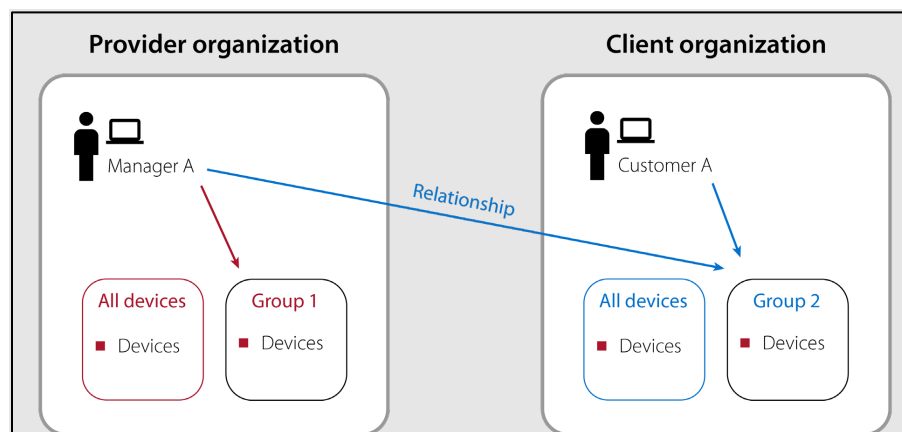 Provider organization
Client organization
Manager A
Customer A
Relationship
All devices
Group 1
All devices
Group 2
Devices
Devices
Devices
Devices